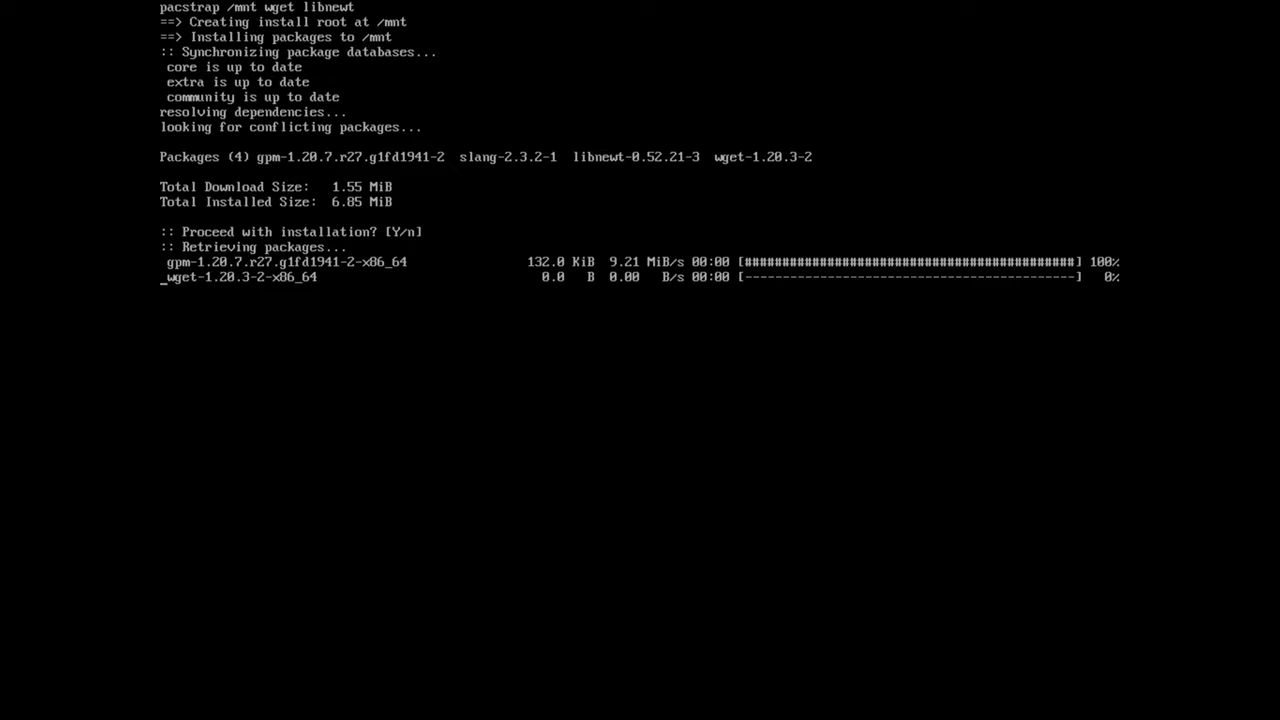 pacstrap /mnt wget libnewt
==> Creating install root at /mnt
==> Installing packages to /mnt
:: Synchronizing package databases...
core is up to date
extra is up to date
community is up to date
resolving dependencies...
looking for conflicting packages...
Packages (4) gpm-1.20.7.r27.g1fd1941-2  slang-2.3.2-1  libnewt-0.52.21-3  wget-1.20.3-2
Total Download Size:   1.55 MiB
Total Installed Size:  6.85 MiB
:: Proceed with installation? [Y/n]
:: Retrieving packages...
gpm-1.20.7.r27.g1fd1941-2-x86_64                132.0 KiB  9.21 MiB/s 00:00 [############################################] 100%
_wget-1.20.3-2-x86_64                              0.0   B  0.00   B/s 00:00 [--------------------------------------------]   0%